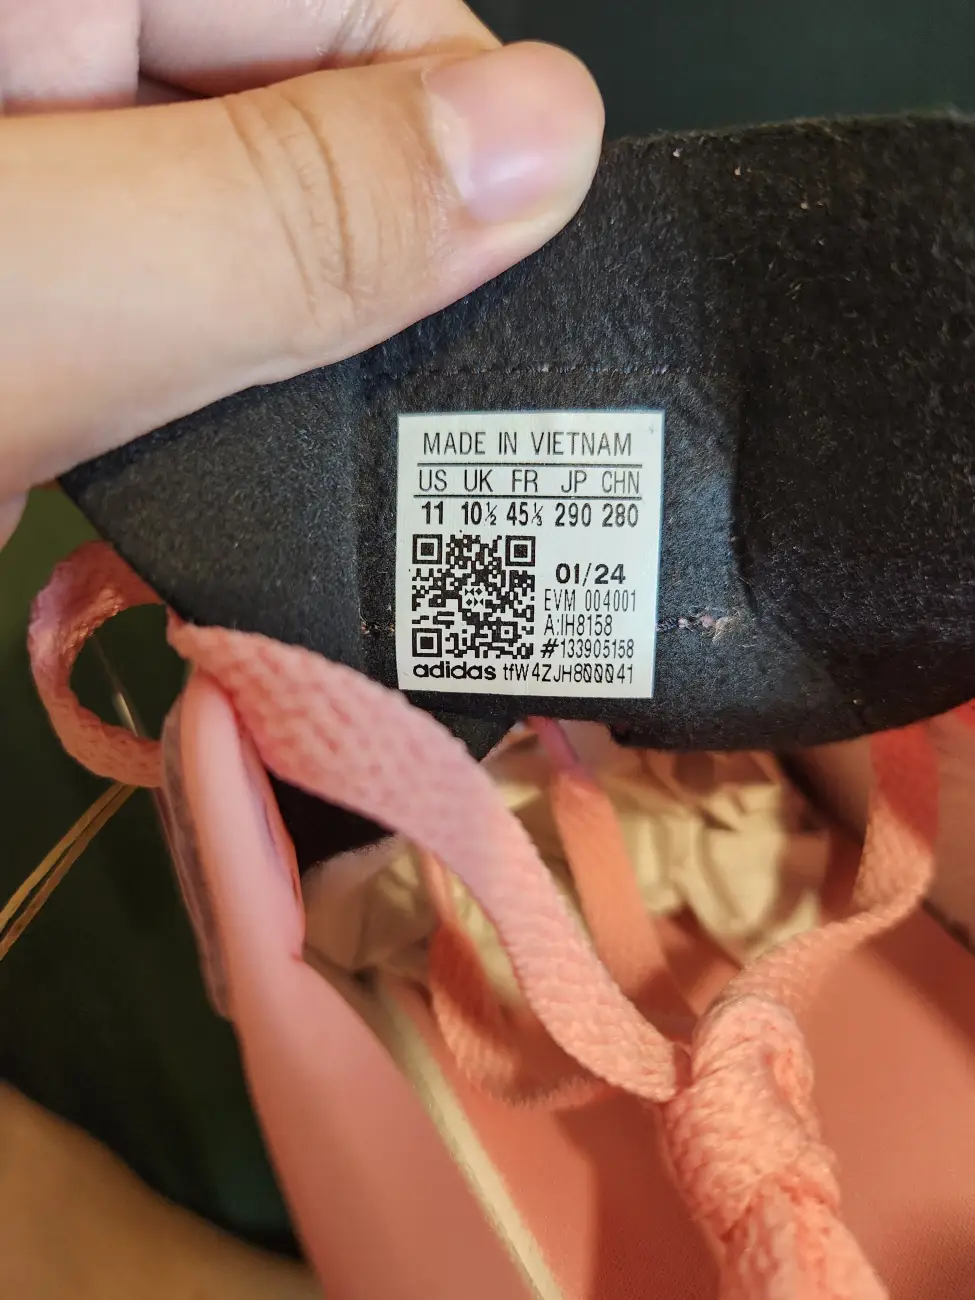 MADE IN VIETNAM
US UK FR JP CHN
11 10½ 45⅓ 290 280
01/24
EVM 004001
A:IH8158
#133905158
adidas tfW4ZJH800041